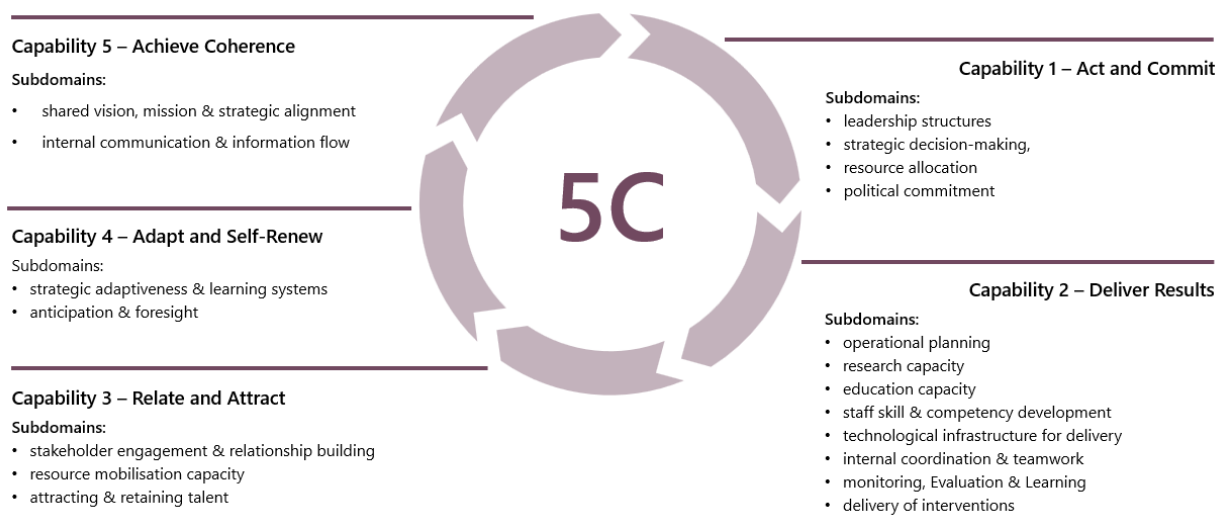 Capability 5 – Achieve Coherence
Subdomains:
• shared vision, mission & strategic alignment
• internal communication & information flow
Capability 4 – Adapt and Self-Renew
Subdomains:
• strategic adaptiveness & learning systems
• anticipation & foresight
Capability 3 – Relate and Attract
Subdomains:
• stakeholder engagement & relationship building
• resource mobilisation capacity
• attracting & retaining talent
5C
Capability 1 – Act and Commit
Subdomains:
• leadership structures
• strategic decision-making,
• resource allocation
• political commitment
Capability 2 – Deliver Results
Subdomains:
• operational planning
• research capacity
• education capacity
• staff skill & competency development
• technological infrastructure for delivery
• internal coordination & teamwork
• monitoring, Evaluation & Learning
• delivery of interventions